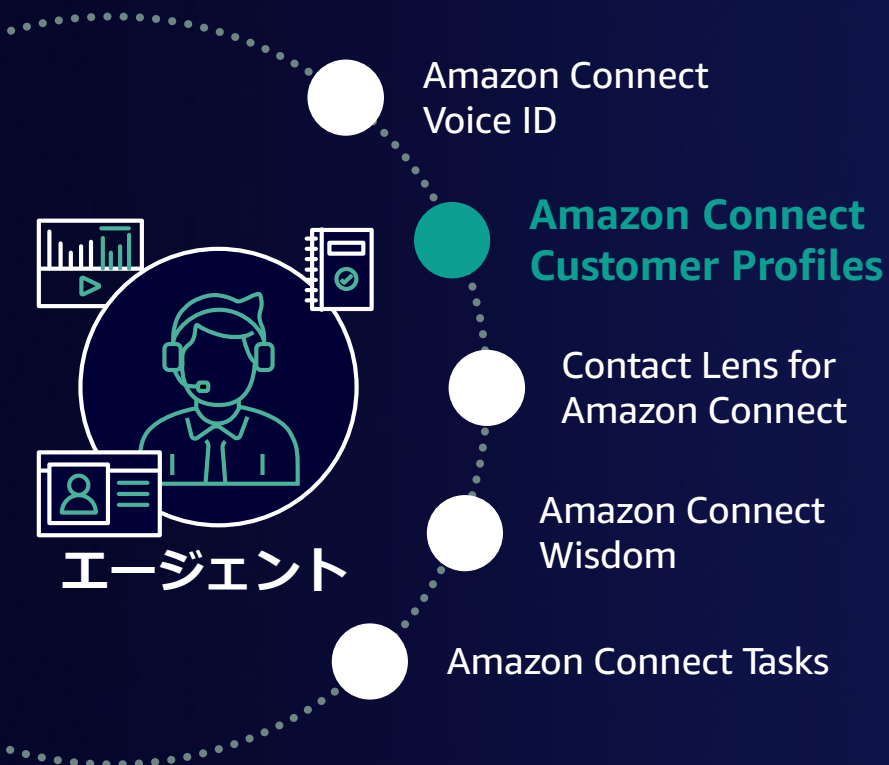 Amazon Connect
Voice ID
Amazon Connect
Customer Profiles
Contact Lens for
Amazon Connect
Amazon Connect
Wisdom
Amazon Connect Tasks
エージェント